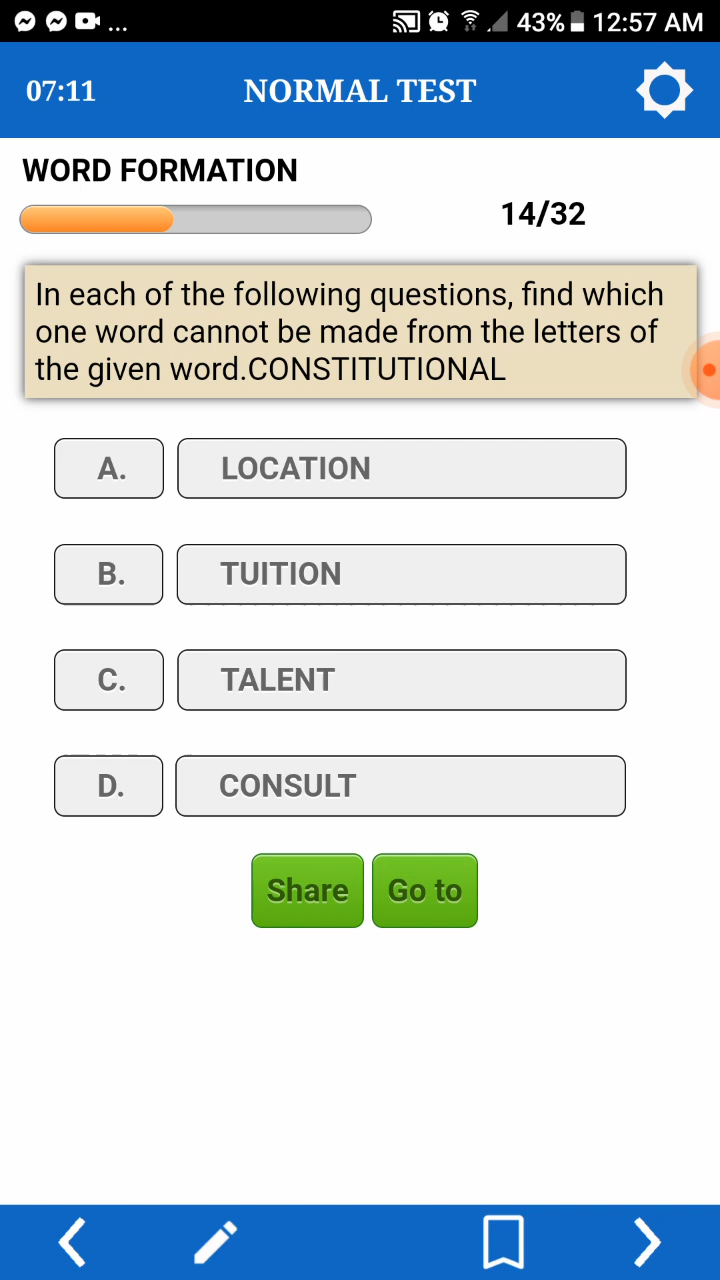 ... 43% 12:57 AM
07:11 NORMAL TEST
WORD FORMATION
14/32
In each of the following questions, find which
one word cannot be made from the letters of
the given word.CONSTITUTIONAL
A. LOCATION
B. TUITION
C. TALENT
D. CONSULT
Share Go to